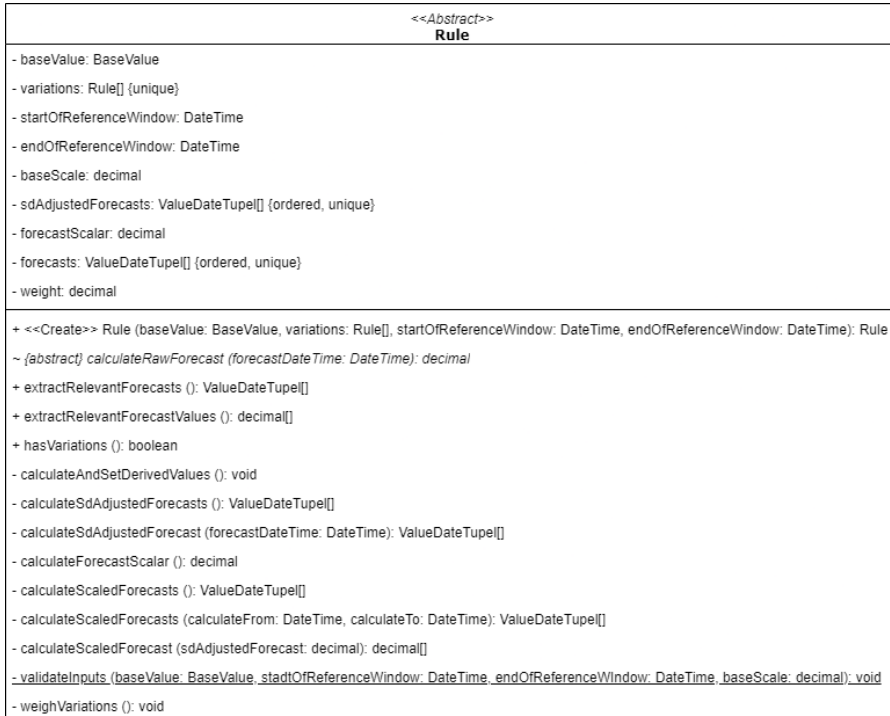 <<Abstract>>
Rule
- baseValue: BaseValue
- variations: Rule[] {unique}
- startOfReferenceWindow: DateTime
- endOfReferenceWindow: DateTime
- baseScale: decimal
- sdAdjustedForecasts: ValueDateTupel[] {ordered, unique}
- forecastScalar: decimal
- forecasts: ValueDateTupel[] {ordered, unique}
- weight: decimal
+ <<Create>> Rule (baseValue: BaseValue, variations: Rule[], startOfReferenceWindow: DateTime, endOfReferenceWindow: DateTime): Rule
~ {abstract} calculateRawForecast (forecastDateTime: DateTime): decimal
+ extractRelevantForecasts (): ValueDateTupel[]
+ extractRelevantForecastValues (): decimal[]
+ hasVariations (): boolean
- calculateAndSetDerivedValues (): void
- calculateSdAdjustedForecasts (): ValueDateTupel[]
- calculateSdAdjustedForecast (forecastDateTime: DateTime): ValueDateTupel[]
- calculateForecastScalar (): decimal
- calculateScaledForecasts (): ValueDateTupel[]
- calculateScaledForecasts (calculateFrom: DateTime, calculateTo: DateTime): ValueDateTupel[]
- calculateScaledForecast (sdAdjustedForecast: decimal): decimal[]
- validateInputs (baseValue: BaseValue, stadtOfReferenceWindow: DateTime, endOfReferenceWIndow: DateTime, baseScale: decimal): void
- weighVariations (): void